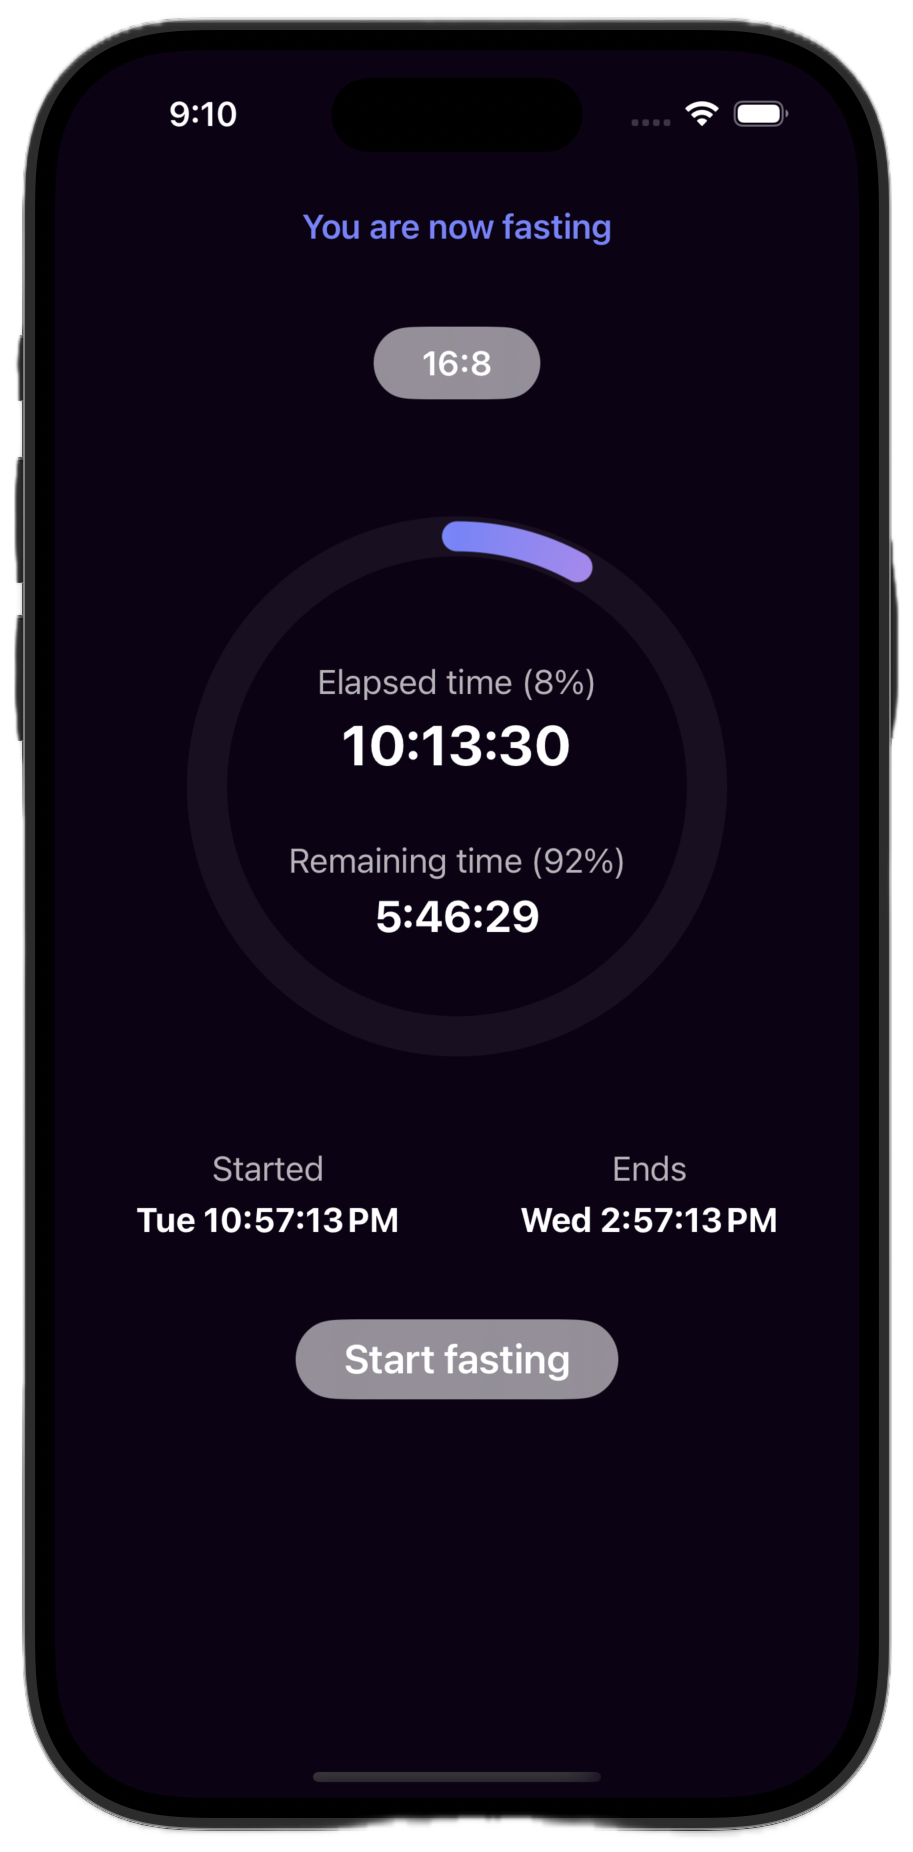 9:10
You are now fasting
16:8
Elapsed time (8%)
10:13:30
Remaining time (92%)
5:46:29
Started
Ends
Tue 10:57:13 PM
Wed 2:57:13 PM
Start fasting